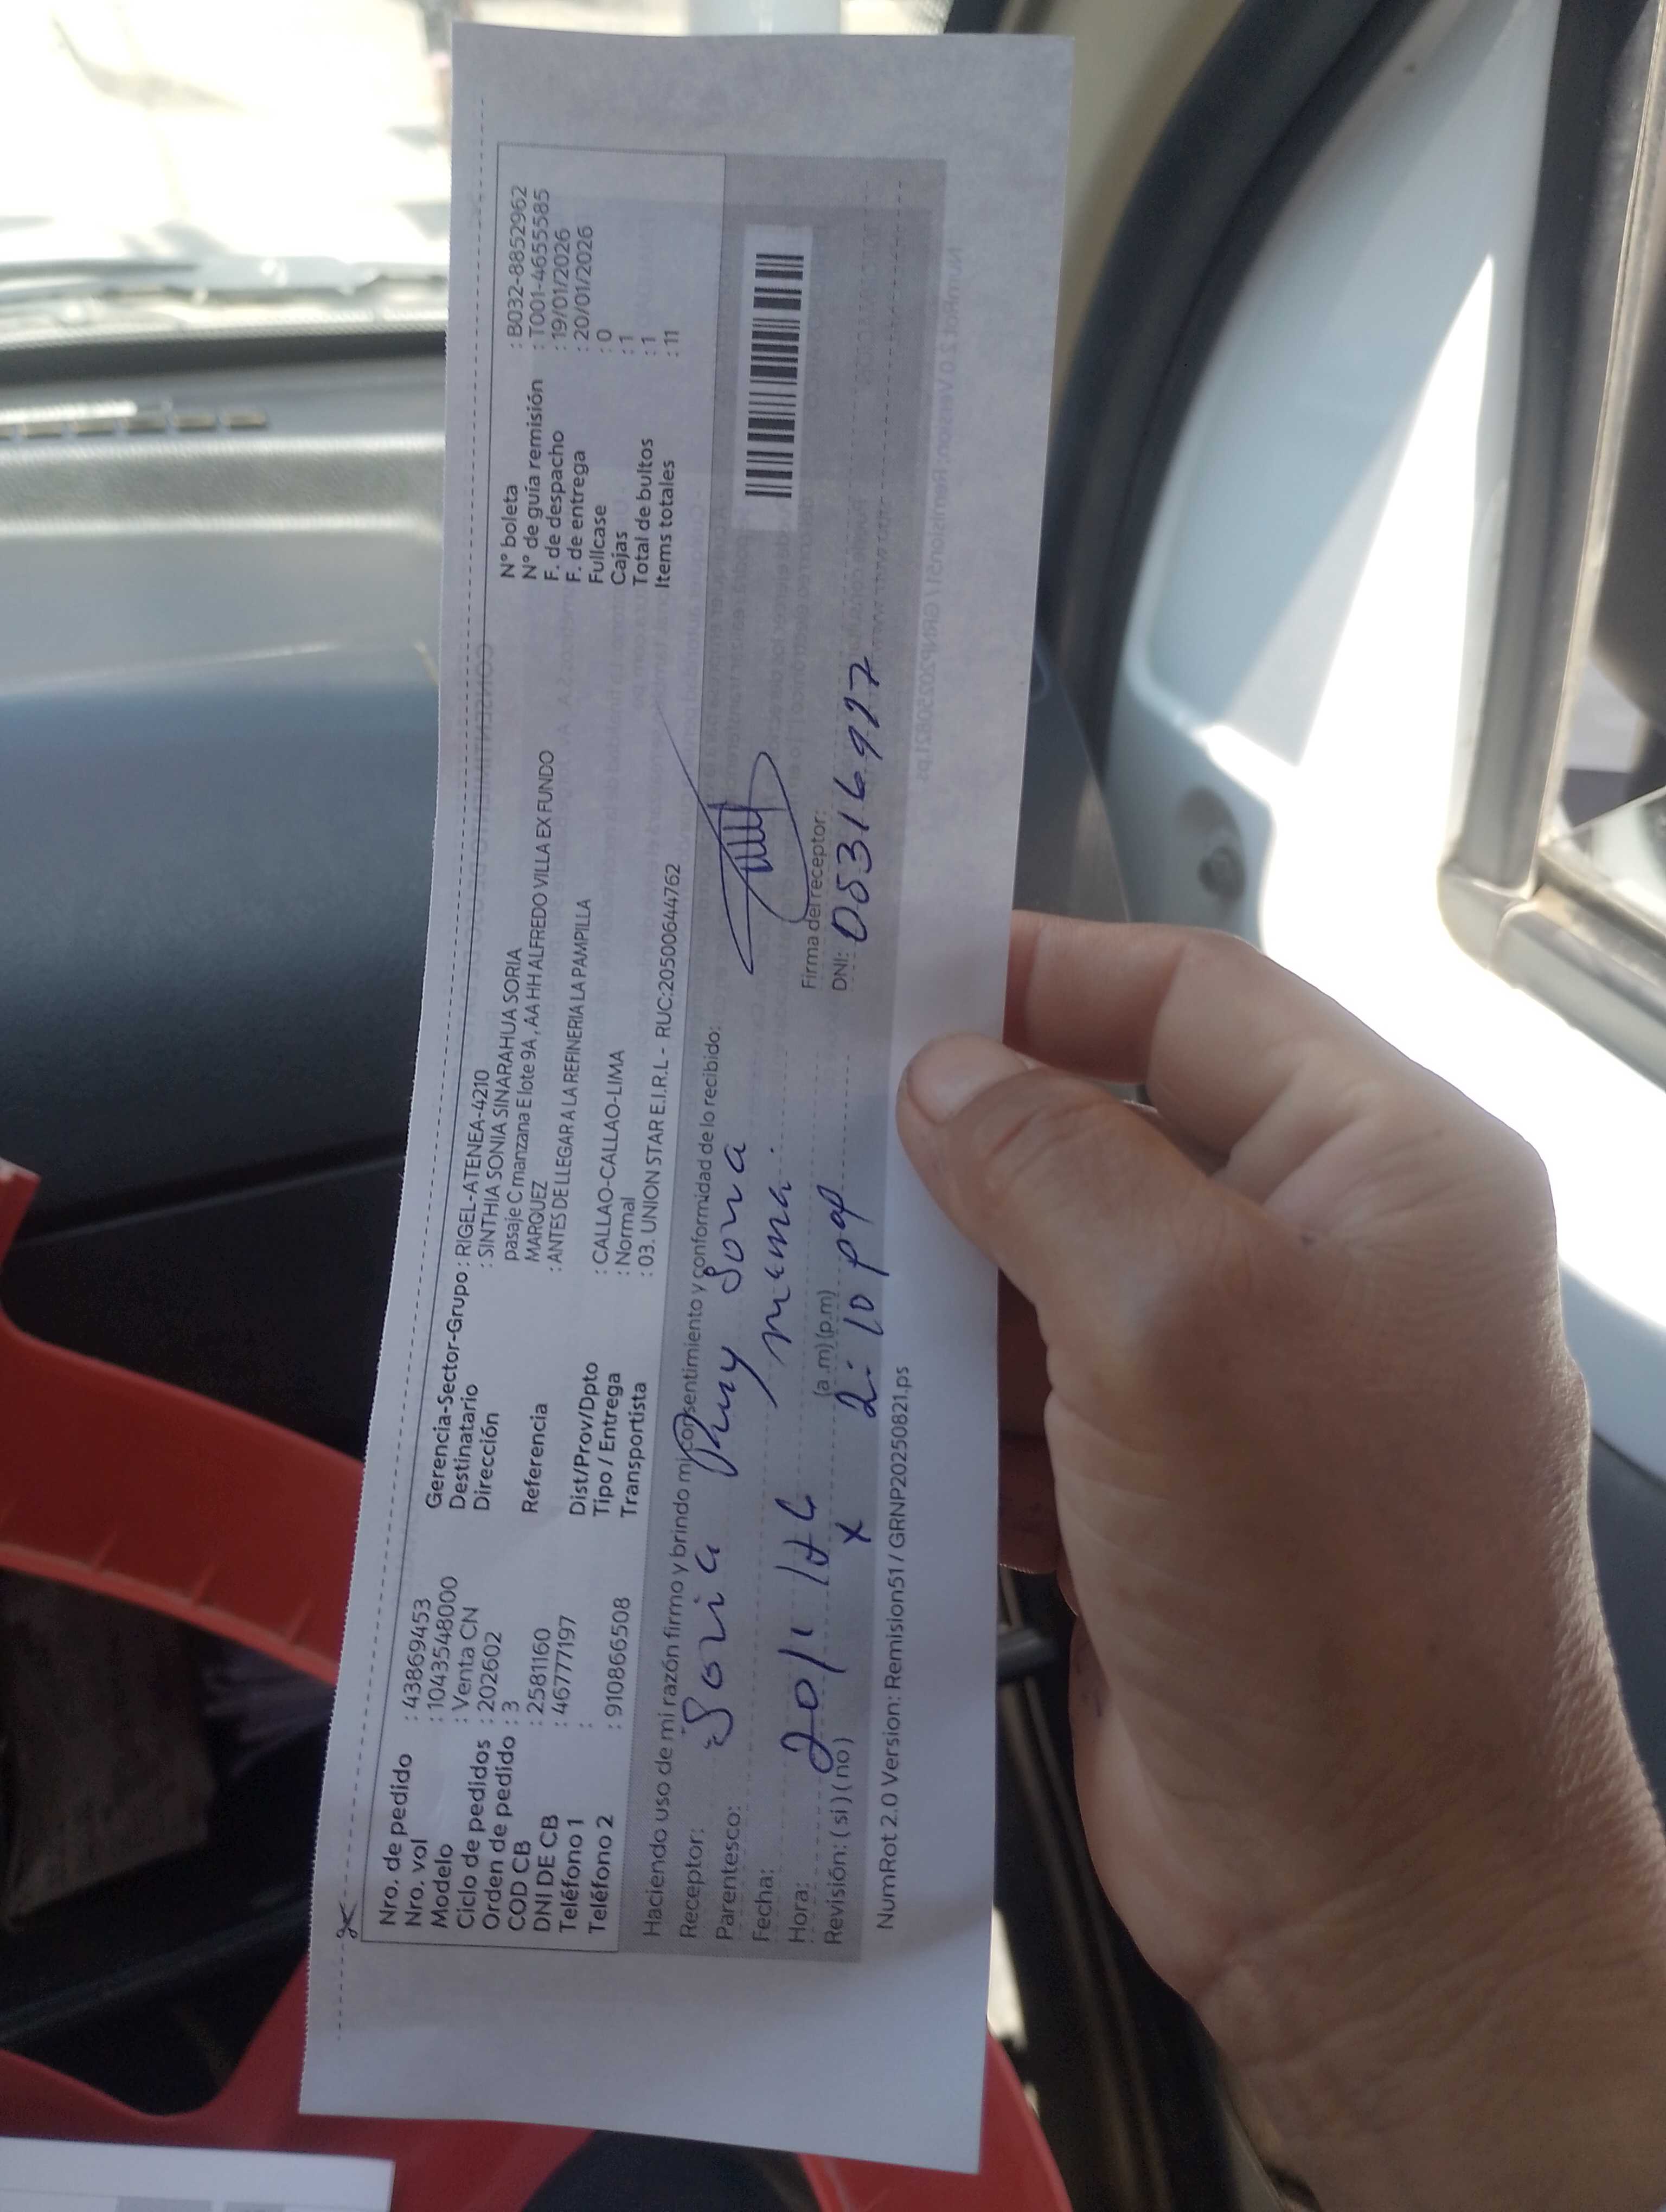 Nro. de pedido : 43869453
Nro. vol : 1043548000
Modelo : Venta CN
Ciclo de pedidos : 202602
Orden de pedido : 3
COD CB : 2581160
DNI DE CB : 46777197
Teléfono 1 :
Teléfono 2 : 910866508
Gerencia-Sector-Grupo : RIGEL-ATENEA-4210
Destinatario : SINTHIA SONIA SINARAHUA SORIA
Dirección pasaje C manzana E lote 9A , AA HH ALFREDO VILLA EX FUNDO
MARQUEZ
Referencia : ANTES DE LLEGAR A LA REFINERIA LA PAMPILLA
Dist/Prov/Dpto : CALLAO-CALLAO-LIMA
Tipo / Entrega : Normal
Transportista : 03. UNION STAR E.I.R.L - RUC:20500644762
N° boleta : B032-8852962
N° de guía remisión : T001-4655585
F. de despacho : 19/01/2026
F. de entrega : 20/01/2026
Fullcase : 0
Cajas : 1
Total de bultos : 1
Items totales : 11
Haciendo uso de mi razón firmo y brindo mi consentimiento y conformidad de lo recibido:
Receptor: Soria
Parentesco: mama
Fecha: 20/1
Hora: (a.m) (p.m) 2:10
Revisión: ( si ) ( no ) x
Firma del receptor:
DNI: 05316927
NumRot 2.0 Version: Remision51 / GRNP20250821.ps